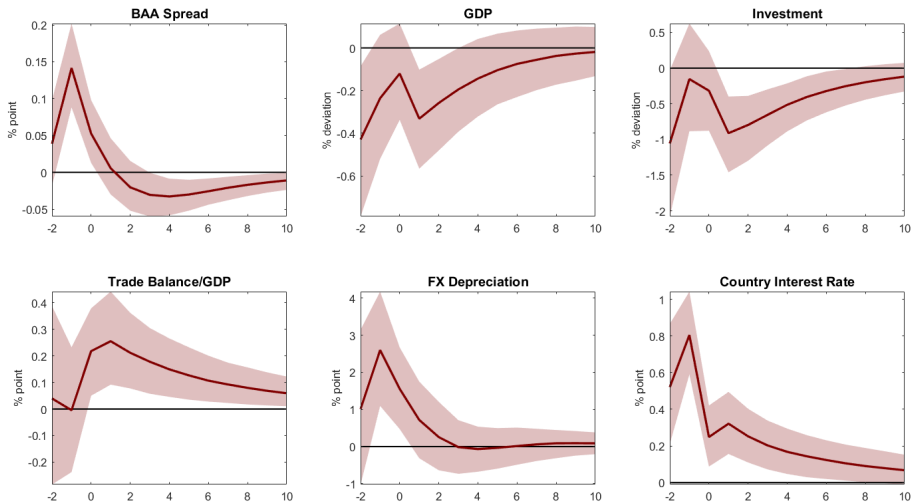 BAA Spread
0.2
0.15
0.1
0.05
0
-0.05
% point
-2 0 2 4 6 8 10
GDP
0
-0.2
-0.4
-0.6
% deviation
-2 0 2 4 6 8 10
Investment
0.5
0
-0.5
-1
-1.5
-2
% deviation
-2 0 2 4 6 8 10
Trade Balance/GDP
0.4
0.3
0.2
0.1
0
-0.1
-0.2
% point
-2 0 2 4 6 8 10
FX Depreciation
4
3
2
1
0
-1
% point
-2 0 2 4 6 8 10
Country Interest Rate
1
0.8
0.6
0.4
0.2
0
% point
-2 0 2 4 6 8 10